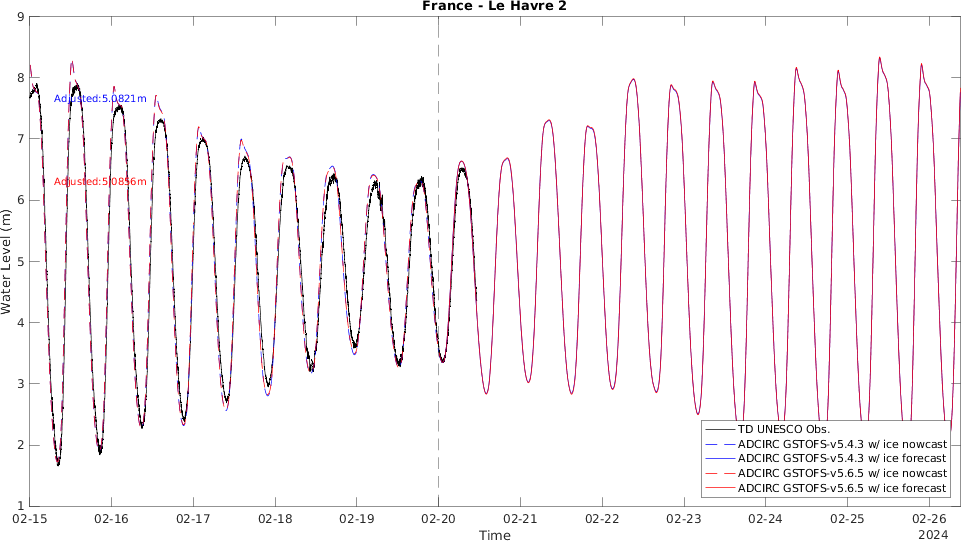 France - Le Havre 2
9
8
7
6
5
4
3
2
1
Water Level (m)
Adjusted:5.0821m
Adjusted:5.0856m
TD UNESCO Obs.
ADCIRC GSTOFS-v5.4.3 w/ ice nowcast
ADCIRC GSTOFS-v5.4.3 w/ ice forecast
ADCIRC GSTOFS-v5.6.5 w/ ice nowcast
ADCIRC GSTOFS-v5.6.5 w/ ice forecast
02-15 02-16 02-17 02-18 02-19 02-20 02-21 02-22 02-23 02-24 02-25 02-26
Time 2024